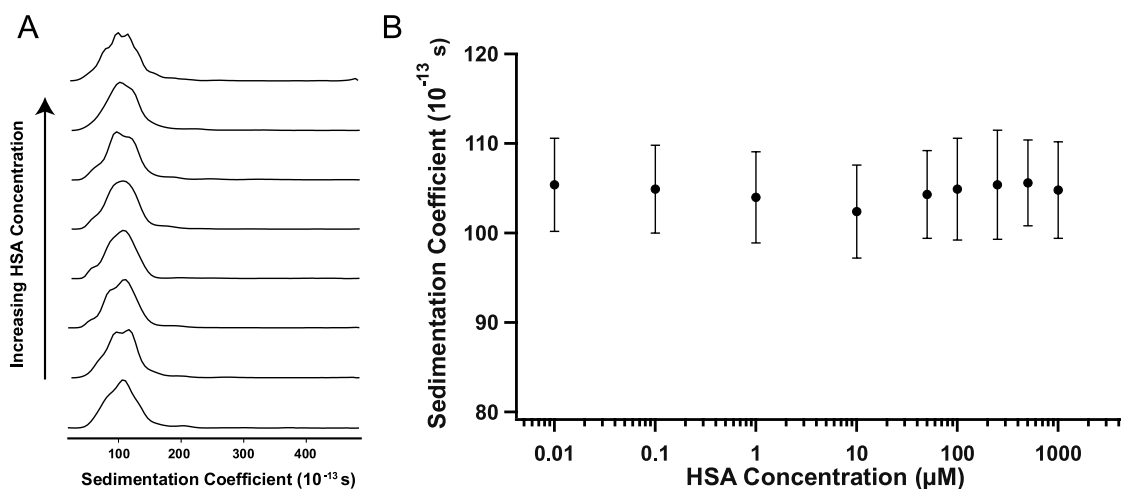 A
Increasing HSA Concentration
100 200 300 400
Sedimentation Coefficient (10⁻¹³ s)
B
Sedimentation Coefficient (10⁻¹³ s)
120
110
100
90
80
0.01 0.1 1 10 100 1000
HSA Concentration (µM)